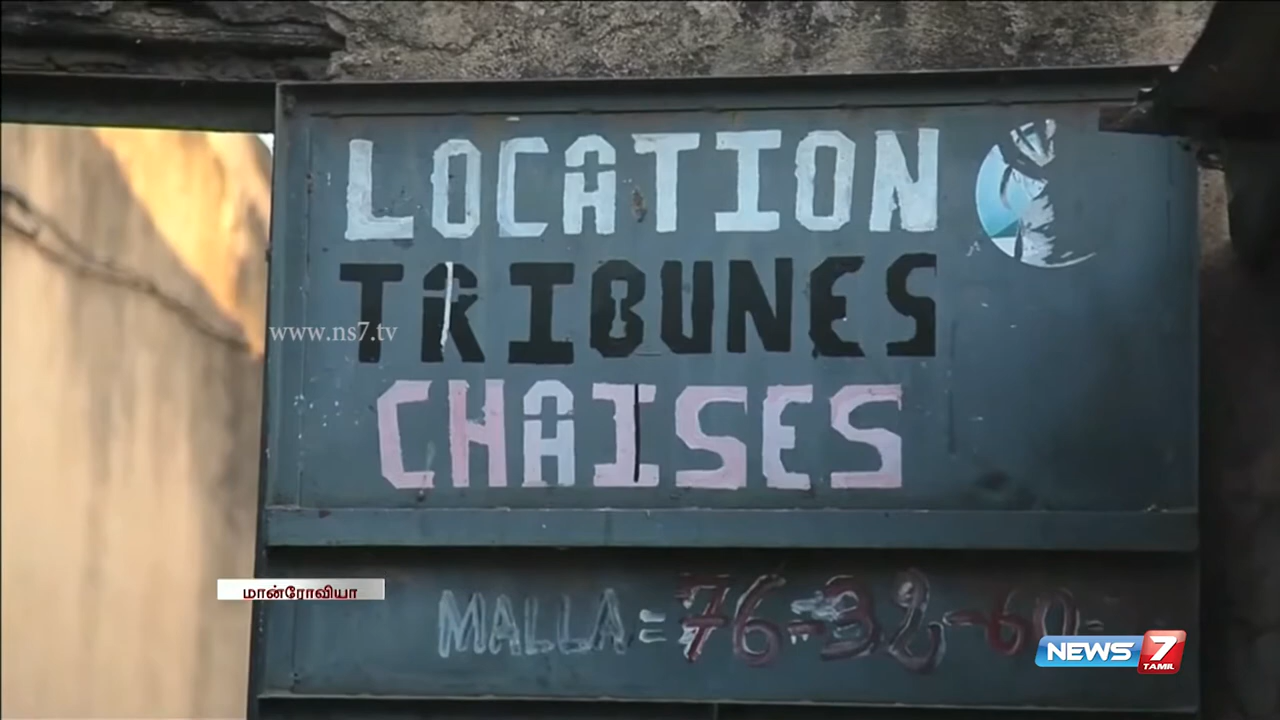 LOCATION
TRIBUNES
CHAISES
www.ns7.tv
மான்ரோவியா
MALLA = 76-32-60-
NEWS 7
TAMIL